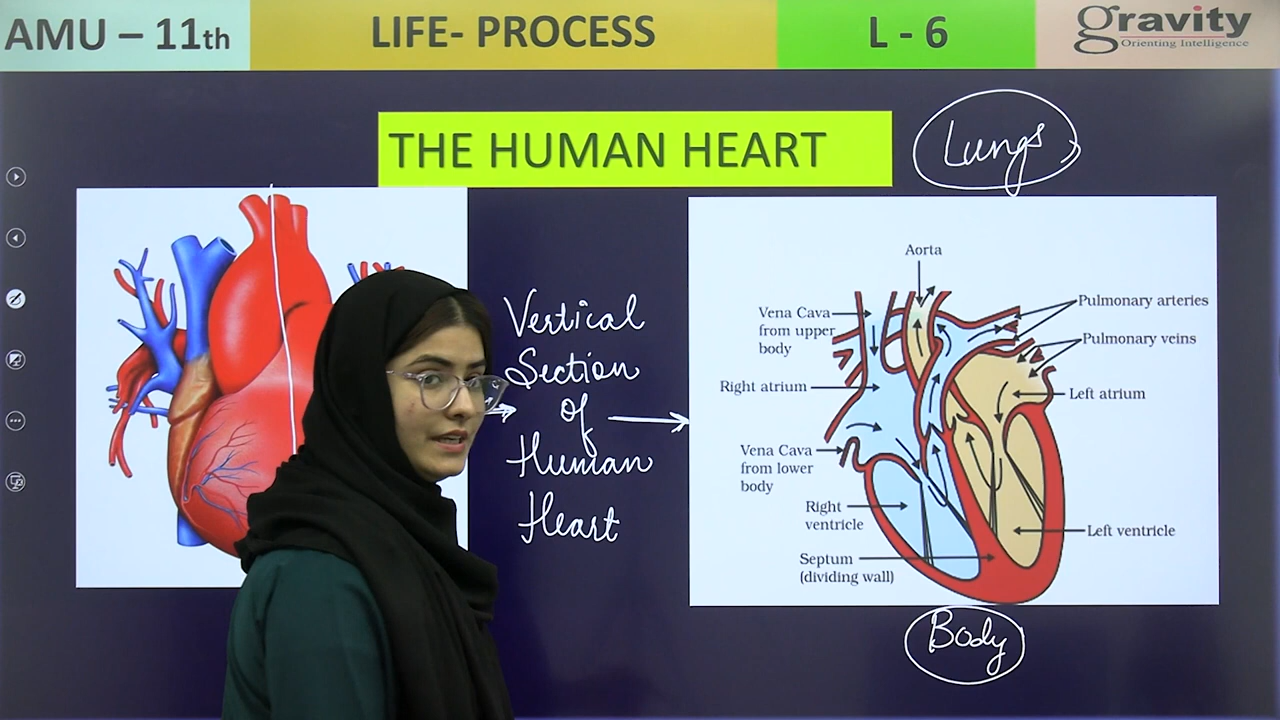 AMU – 11th
LIFE- PROCESS
L - 6
gravity
Orienting Intelligence
THE HUMAN HEART
Lungs
Vertical
Section
of
Human
Heart
Aorta
Vena Cava
from upper
body
Pulmonary arteries
Pulmonary veins
Right atrium
Left atrium
Vena Cava
from lower
body
Right
ventricle
Left ventricle
Septum
(dividing wall)
Body